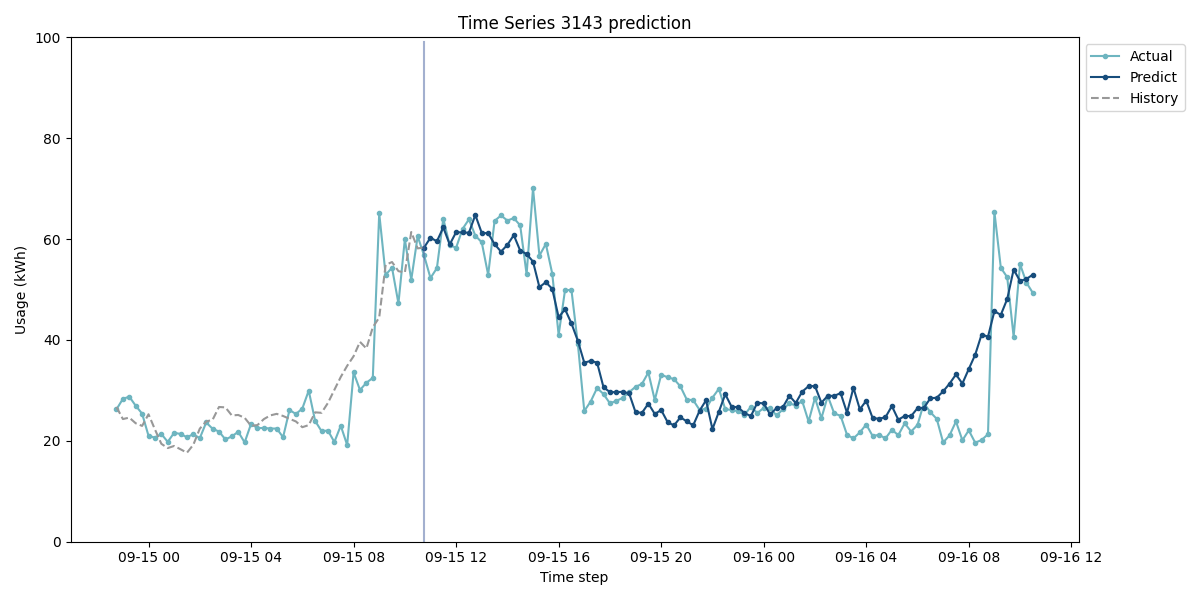 Time Series 3143 prediction
Usage (kWh)
100
80
60
40
20
0
09-15 00
09-15 04
09-15 08
09-15 12
09-15 16
09-15 20
09-16 00
09-16 04
09-16 08
09-16 12
Time step
Actual
Predict
History